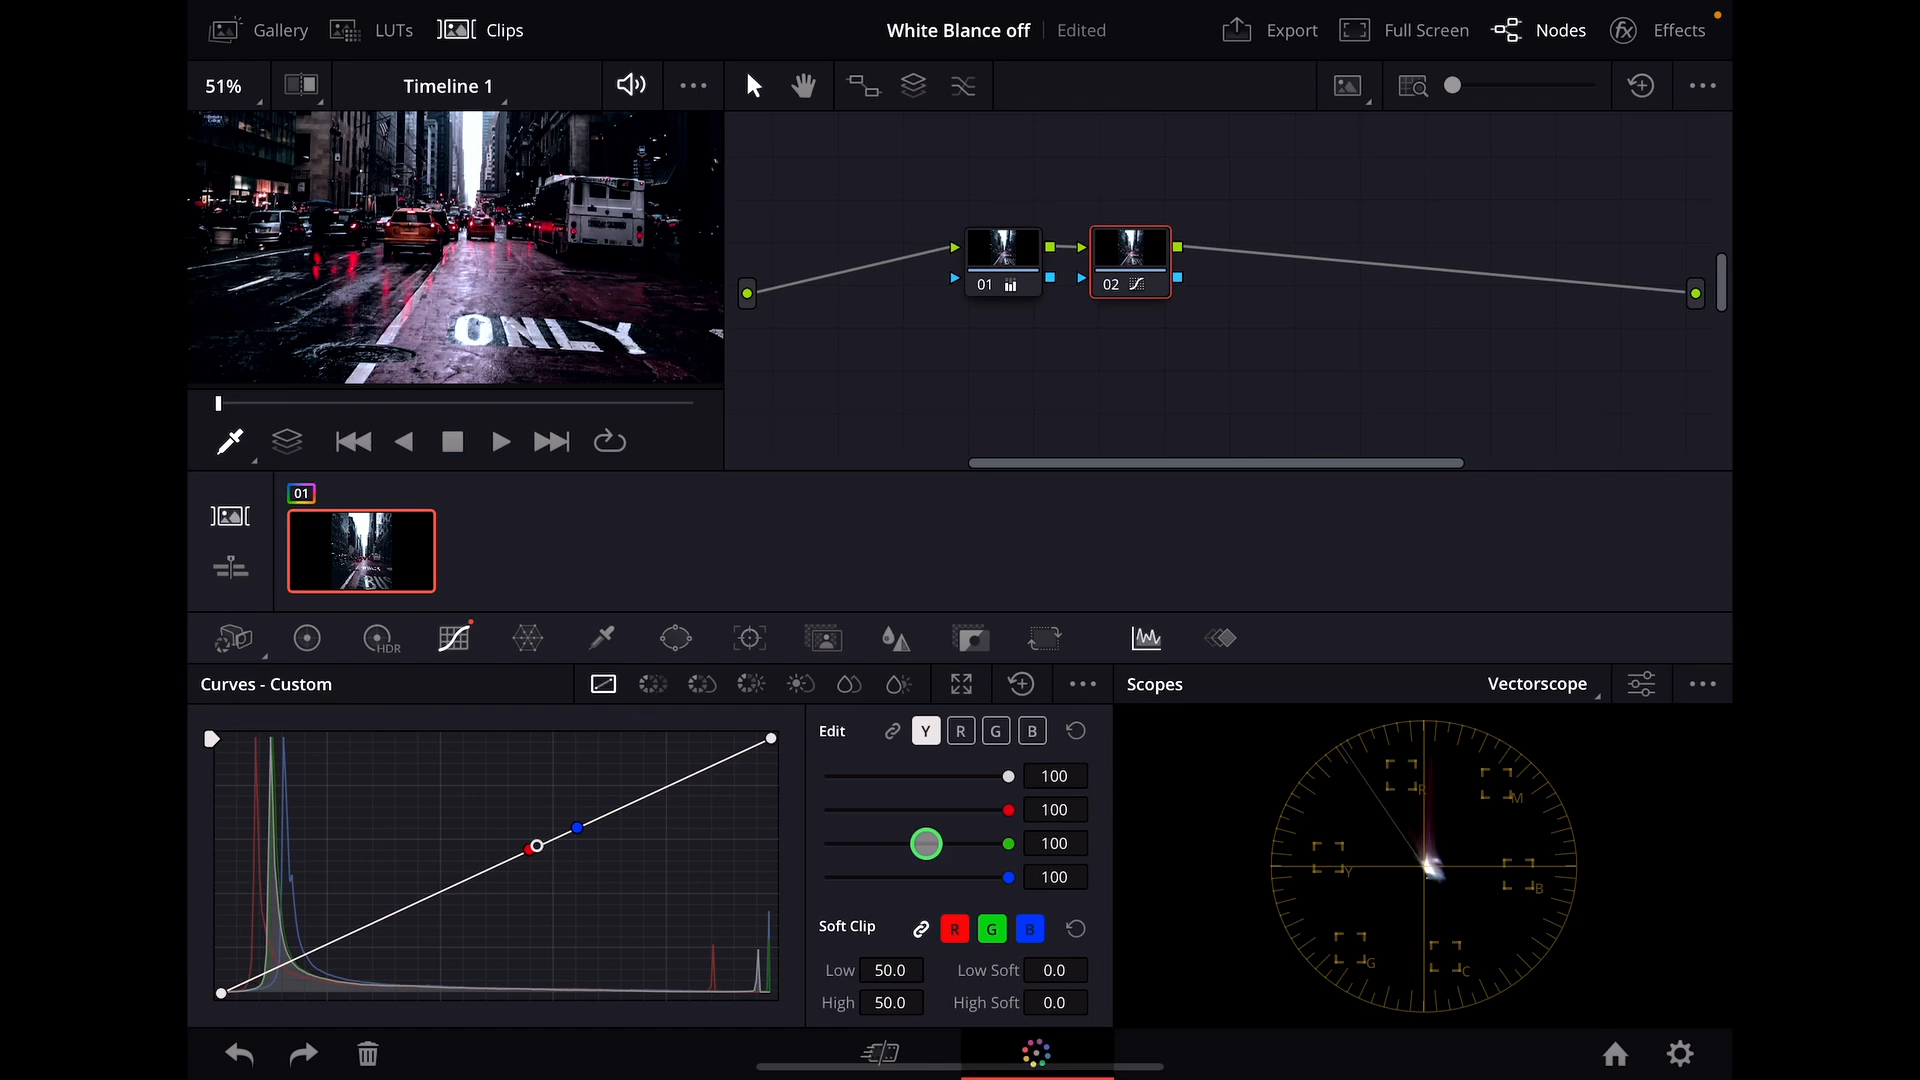 Gallery LUTs Clips White Blance off Edited Export Full Screen Nodes fx Effects
51% Timeline 1
ONLY
01 02
01
HDR
Curves - Custom Scopes Vectorscope
Edit Y R G B
100
100
100
100
Soft Clip R G B
Low 50.0 Low Soft 0.0
High 50.0 High Soft 0.0
R M
Y B
G C